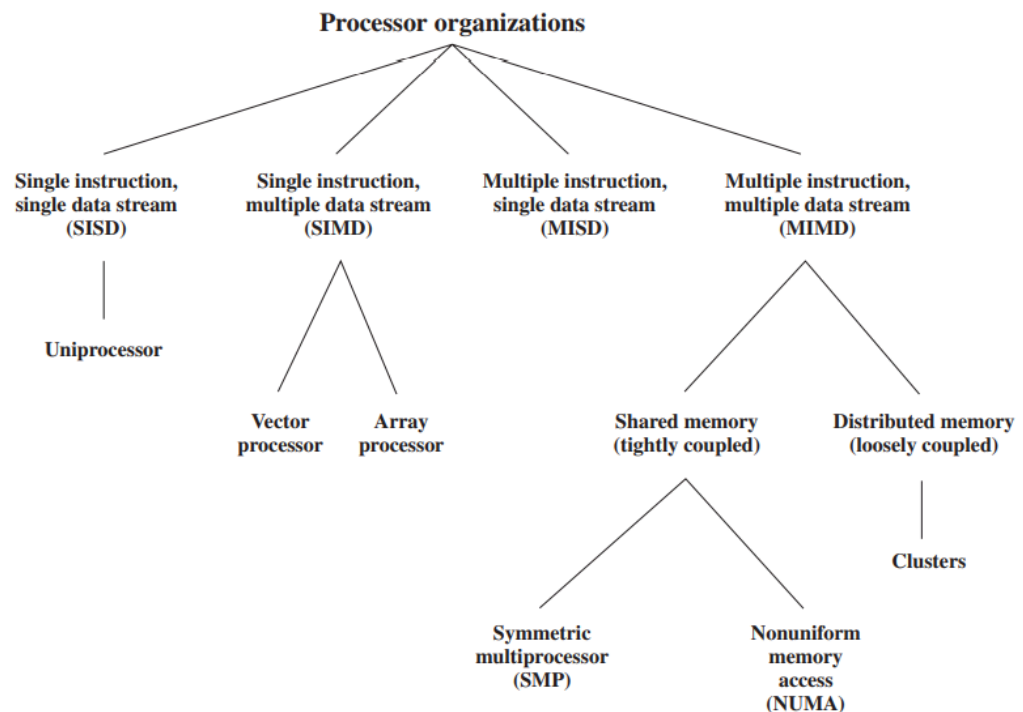 Processor organizations
Single instruction,
single data stream
(SISD)
Single instruction,
multiple data stream
(SIMD)
Multiple instruction,
single data stream
(MISD)
Multiple instruction,
multiple data stream
(MIMD)
Uniprocessor
Vector
processor
Array
processor
Shared memory
(tightly coupled)
Distributed memory
(loosely coupled)
Clusters
Symmetric
multiprocessor
(SMP)
Nonuniform
memory
access
(NUMA)